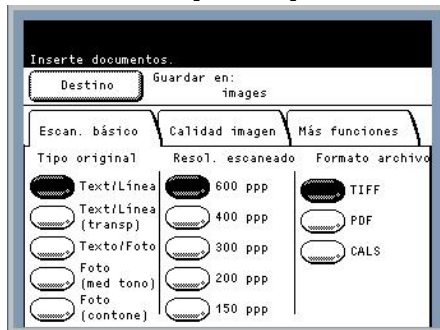 Inserte documentos.
Destino
Guardar en:
images
Escan. básico
Calidad imagen
Más funciones
Tipo original
Resol. escaneado
Formato archivo
Text/Línea
600 ppp
TIFF
Text/Línea
(transp)
400 ppp
PDF
Texto/Foto
300 ppp
CALS
Foto
(med tono)
200 ppp
Foto
(contone)
150 ppp